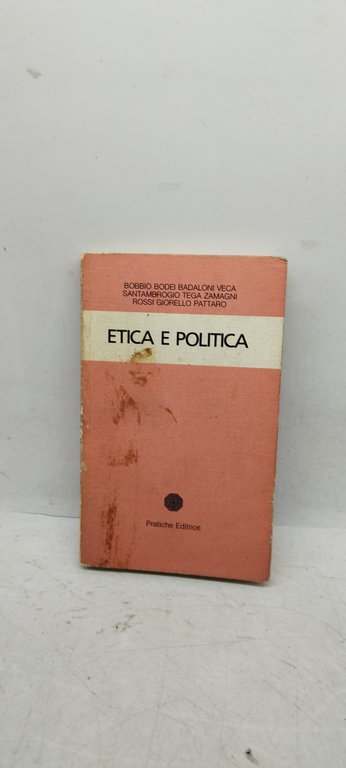 BOBBIO BODEI BADALONI VECA
SANTAMBROGIO TEGA ZAMAGNI
ROSSI GIORELLO PATTARO
ETICA E POLITICA
Pratiche Editrice